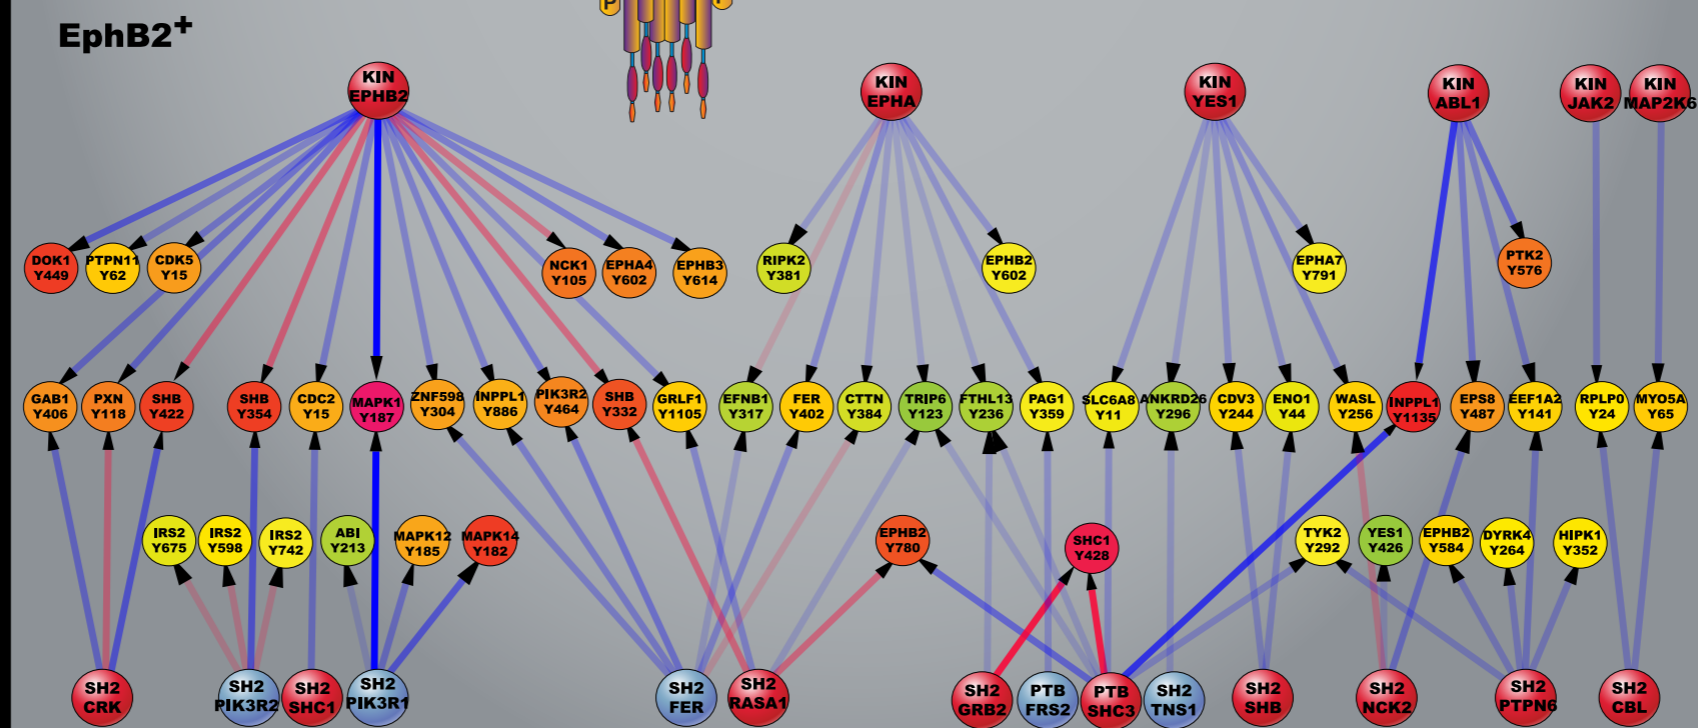 P
P
EphB2+
KIN
EPHB2
KIN
EPHA
KIN
YES1
KIN
ABL1
KIN
JAK2
KIN
MAP2K6
DOK1
Y449
PTPN11
Y62
CDK5
Y15
NCK1
Y105
EPHA4
Y602
EPHB3
Y614
RIPK2
Y381
EPHB2
Y602
EPHA7
Y791
PTK2
Y576
GAB1
Y406
PXN
Y118
SHB
Y422
SHB
Y354
CDC2
Y15
MAPK1
Y187
ZNF598
Y304
INPPL1
Y886
PIK3R2
Y464
SHB
Y332
GRLF1
Y1105
EFNB1
Y317
FER
Y402
CTTN
Y384
TRIP6
Y123
FTHL13
Y236
PAG1
Y359
SLC6A8
Y11
ANKRD26
Y296
CDV3
Y244
ENO1
Y44
WASL
Y256
INPPL1
Y1135
EPS8
Y487
EEF1A2
Y141
RPLP0
Y24
MYO5A
Y65
IRS2
Y675
IRS2
Y598
IRS2
Y742
ABI
Y213
MAPK12
Y185
MAPK14
Y182
EPHB2
Y780
SHC1
Y428
TYK2
Y292
YES1
Y426
EPHB2
Y584
DYRK4
Y264
HIPK1
Y352
SH2
CRK
SH2
PIK3R2
SH2
SHC1
SH2
PIK3R1
SH2
FER
SH2
RASA1
SH2
GRB2
PTB
FRS2
PTB
SHC3
SH2
TNS1
SH2
SHB
SH2
NCK2
SH2
PTPN6
SH2
CBL